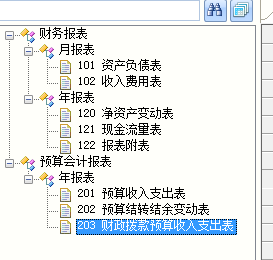 财务报表
月报表
101 资产负债表
102 收入费用表
年报表
120 净资产变动表
121 现金流量表
122 报表附表
预算会计报表
年报表
201 预算收入支出表
202 预算结转结余变动表
203 财政拨款预算收入支出表